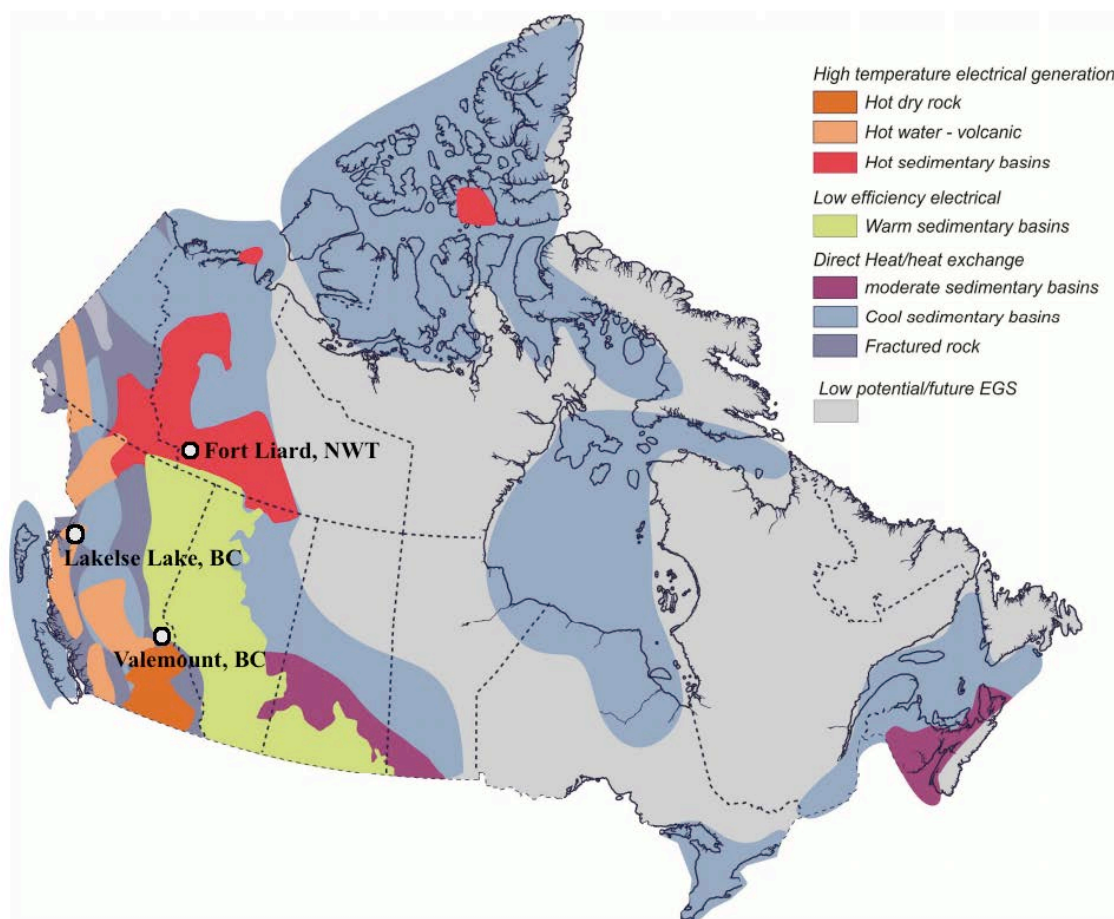 High temperature electrical generation
Hot dry rock
Hot water - volcanic
Hot sedimentary basins
Low efficiency electrical
Warm sedimentary basins
Direct Heat/heat exchange
moderate sedimentary basins
Cool sedimentary basins
Fractured rock
Low potential/future EGS
Fort Liard, NWT
Lakelse Lake, BC
Valemount, BC